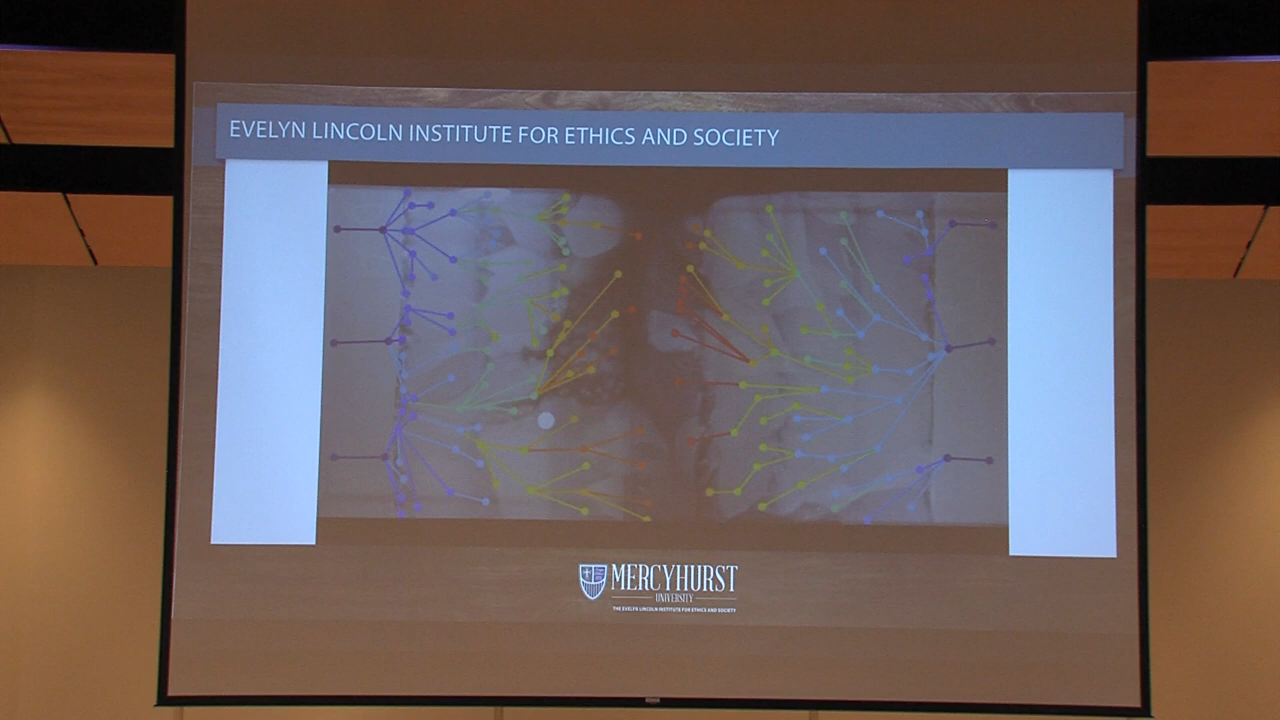 EVELYN LINCOLN INSTITUTE FOR ETHICS AND SOCIETY
MERCYHURST
UNIVERSITY
THE EVELYN LINCOLN INSTITUTE FOR ETHICS AND SOCIETY